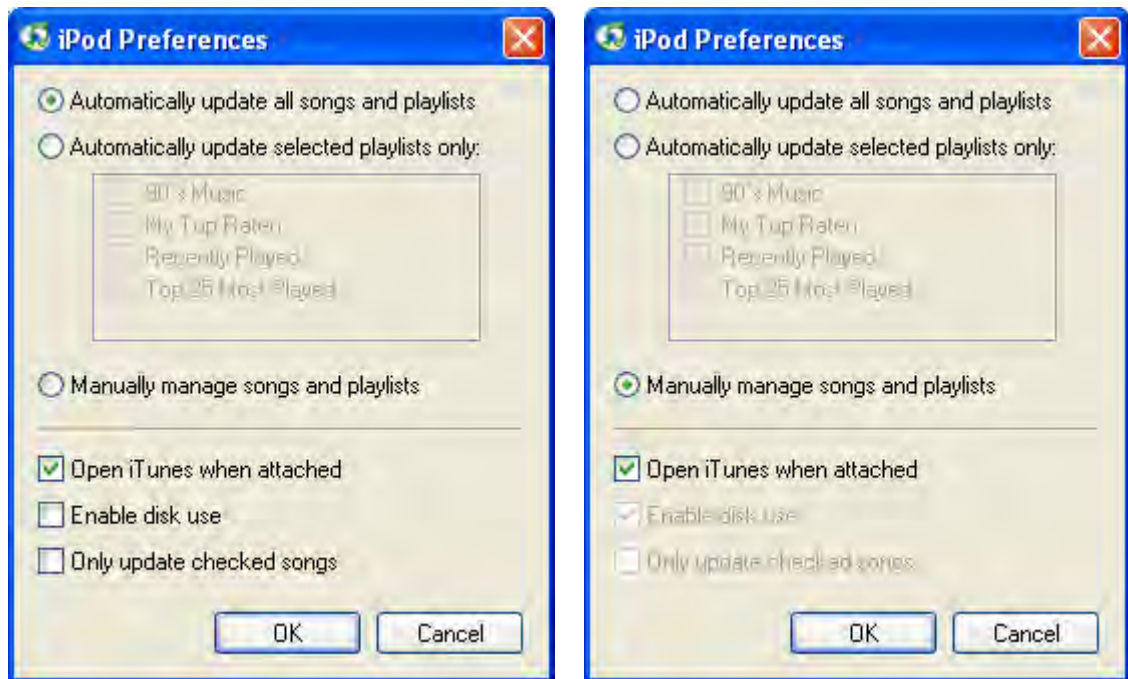 iPod Preferences
Automatically update all songs and playlists
Automatically update selected playlists only:
90's Music
My Top Rated
Recently Played
Top 25 Most Played
Manually manage songs and playlists
Open iTunes when attached
Enable disk use
Only update checked songs
OK Cancel
iPod Preferences
Automatically update all songs and playlists
Automatically update selected playlists only:
90's Music
My Top Rated
Recently Played
Top 25 Most Played
Manually manage songs and playlists
Open iTunes when attached
Enable disk use
Only update checked songs
OK Cancel